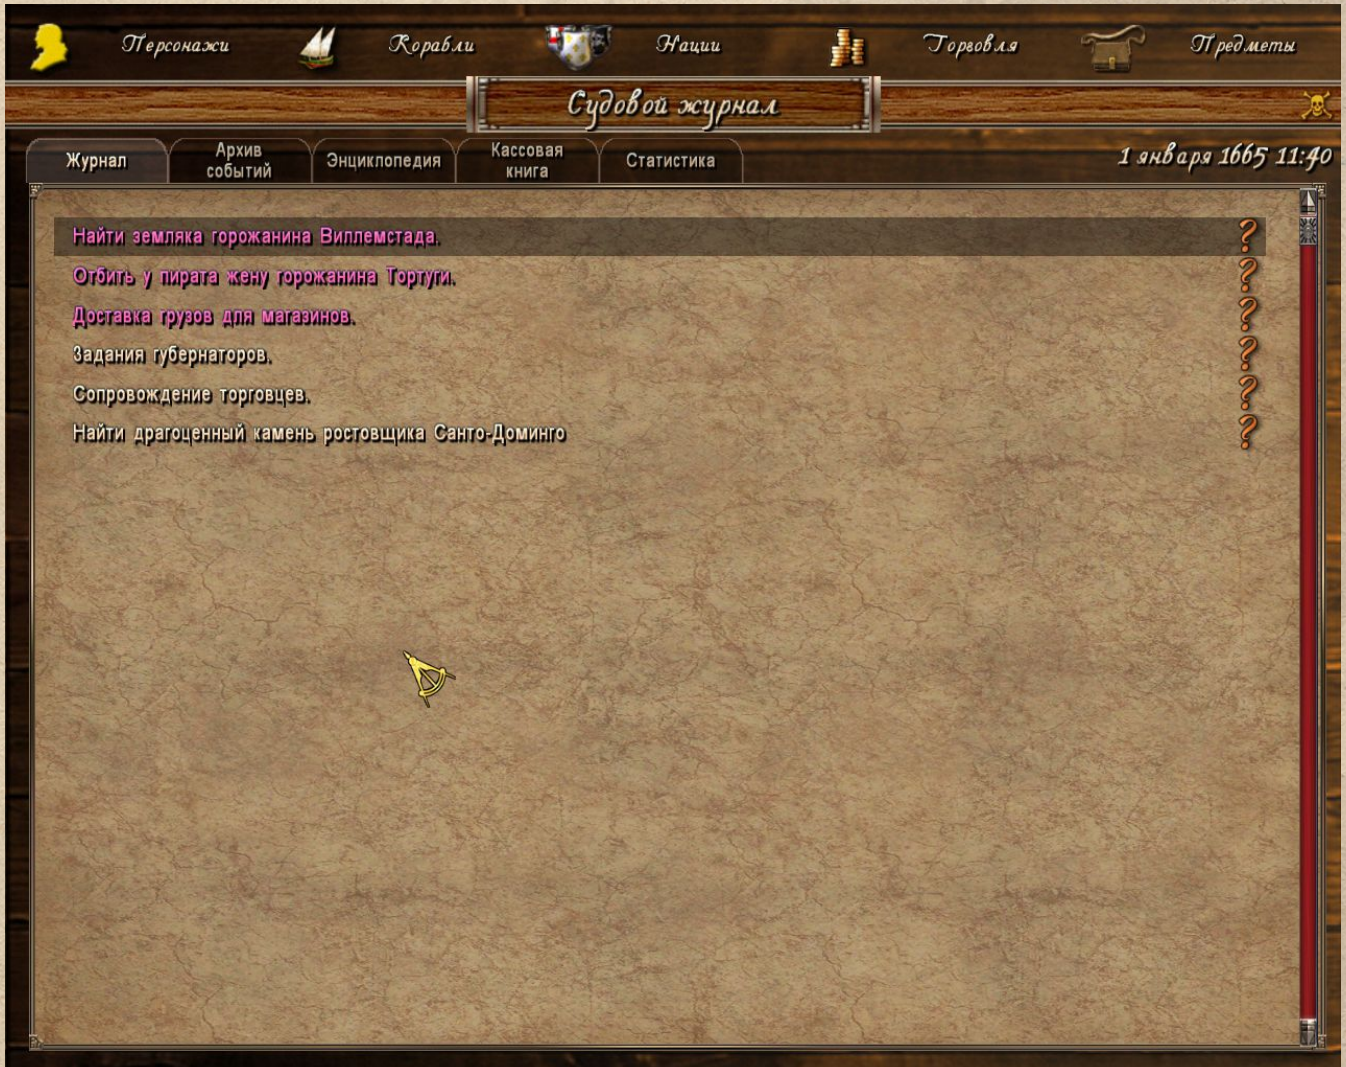 Персонажи
Корабли
Нации
Торговля
Предметы
Судовой журнал
Журнал
Архив
событий
Энциклопедия
Кассовая
книга
Статистика
1 января 1665 11:40
Найти земляка горожанина Виллемстада.
Отбить у пирата жену горожанина Тортуги.
Доставка грузов для магазинов.
Задания губернаторов.
Сопровождение торговцев.
Найти драгоценный камень ростовщика Санто-Доминго